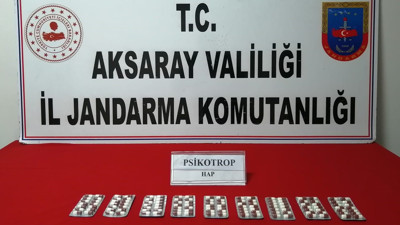 T.C.
AKSARAY VALİLİĞİ
İL JANDARMA KOMUTANLIĞI
PSİKOTROP
HAP